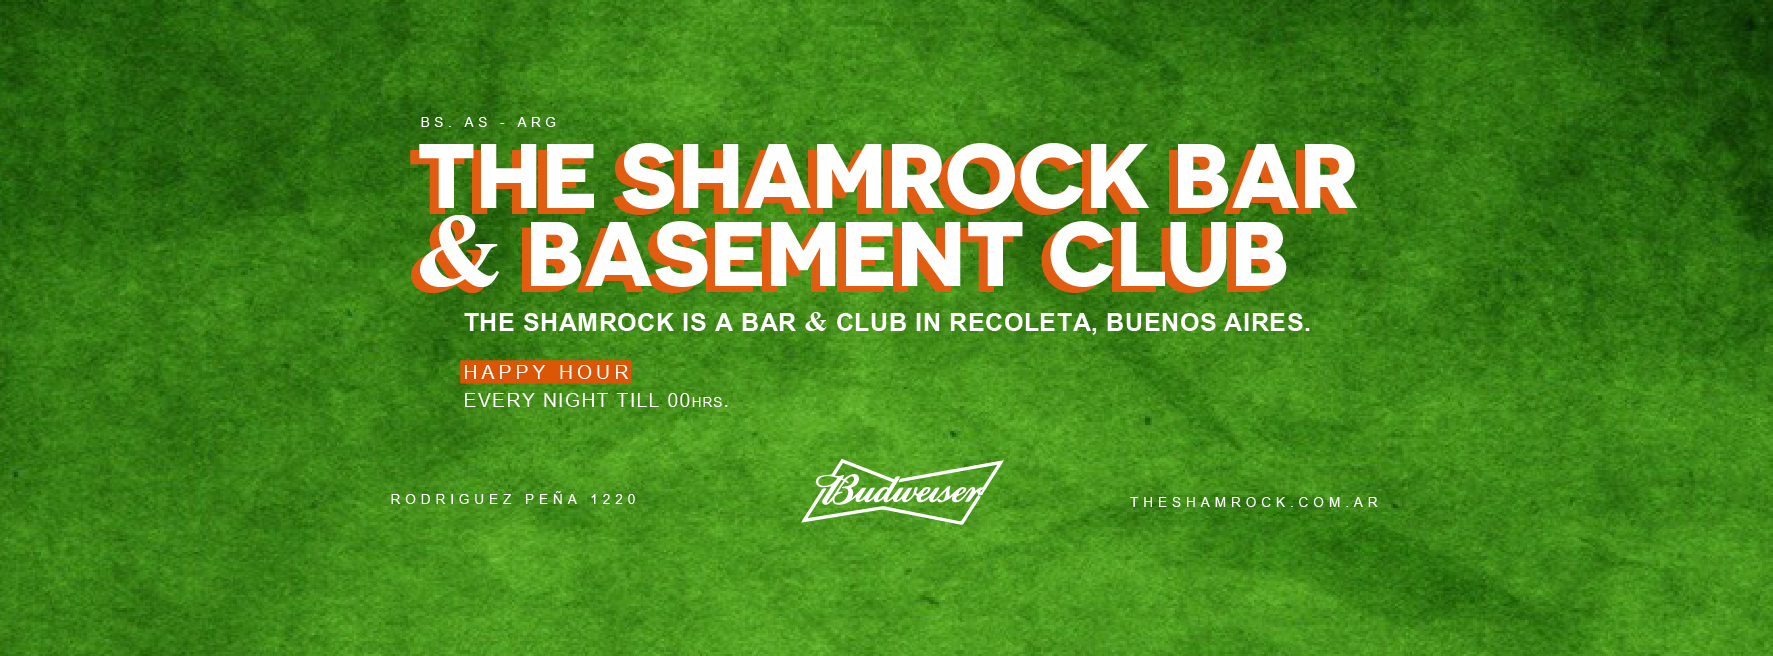 BS. AS - ARG
THE SHAMROCK BAR
& BASEMENT CLUB
THE SHAMROCK IS A BAR & CLUB IN RECOLETA, BUENOS AIRES.
HAPPY HOUR
EVERY NIGHT TILL 00HRS.
RODRIGUEZ PEÑA 1220
Budweiser
THESHAMROCK.COM.AR